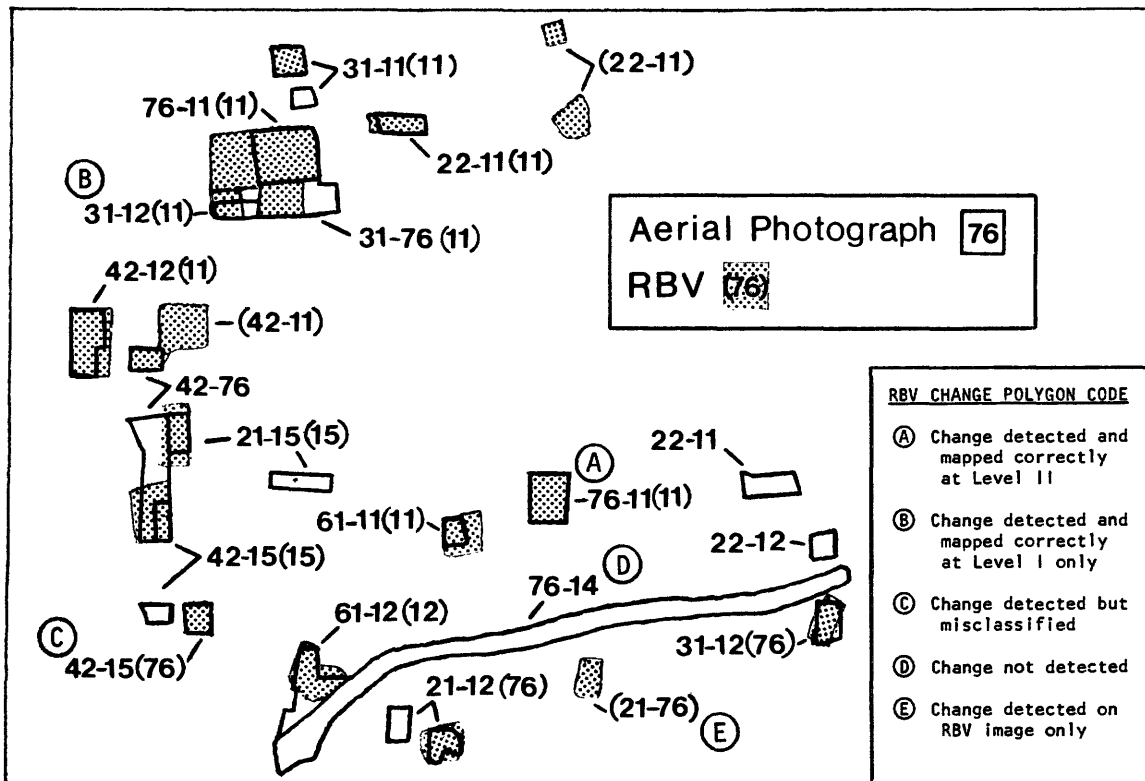 31-11(11)
(22-11)
76-11(11)
22-11(11)
Ⓑ
31-12(11)
31-76 (11)
Aerial Photograph 76
RBV (76)
42-12(11)
(42-11)
42-76
21-15(15)
Ⓐ
22-11
76-11(11)
61-11(11)
22-12
42-15(15)
76-14 Ⓓ
61-12(12)
31-12(76)
Ⓒ
42-15(76)
21-12(76)
(21-76) Ⓔ
RBV CHANGE POLYGON CODE
Ⓐ Change detected and
mapped correctly
at Level II
Ⓑ Change detected and
mapped correctly
at Level I only
Ⓒ Change detected but
misclassified
Ⓓ Change not detected
Ⓔ Change detected on
RBV image only